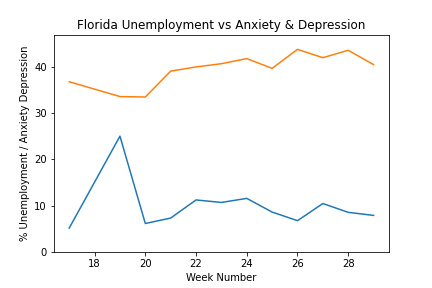 Florida Unemployment vs Anxiety & Depression
% Unemployment / Anxiety Depression
40
30
20
10
0
18 20 22 24 26 28
Week Number